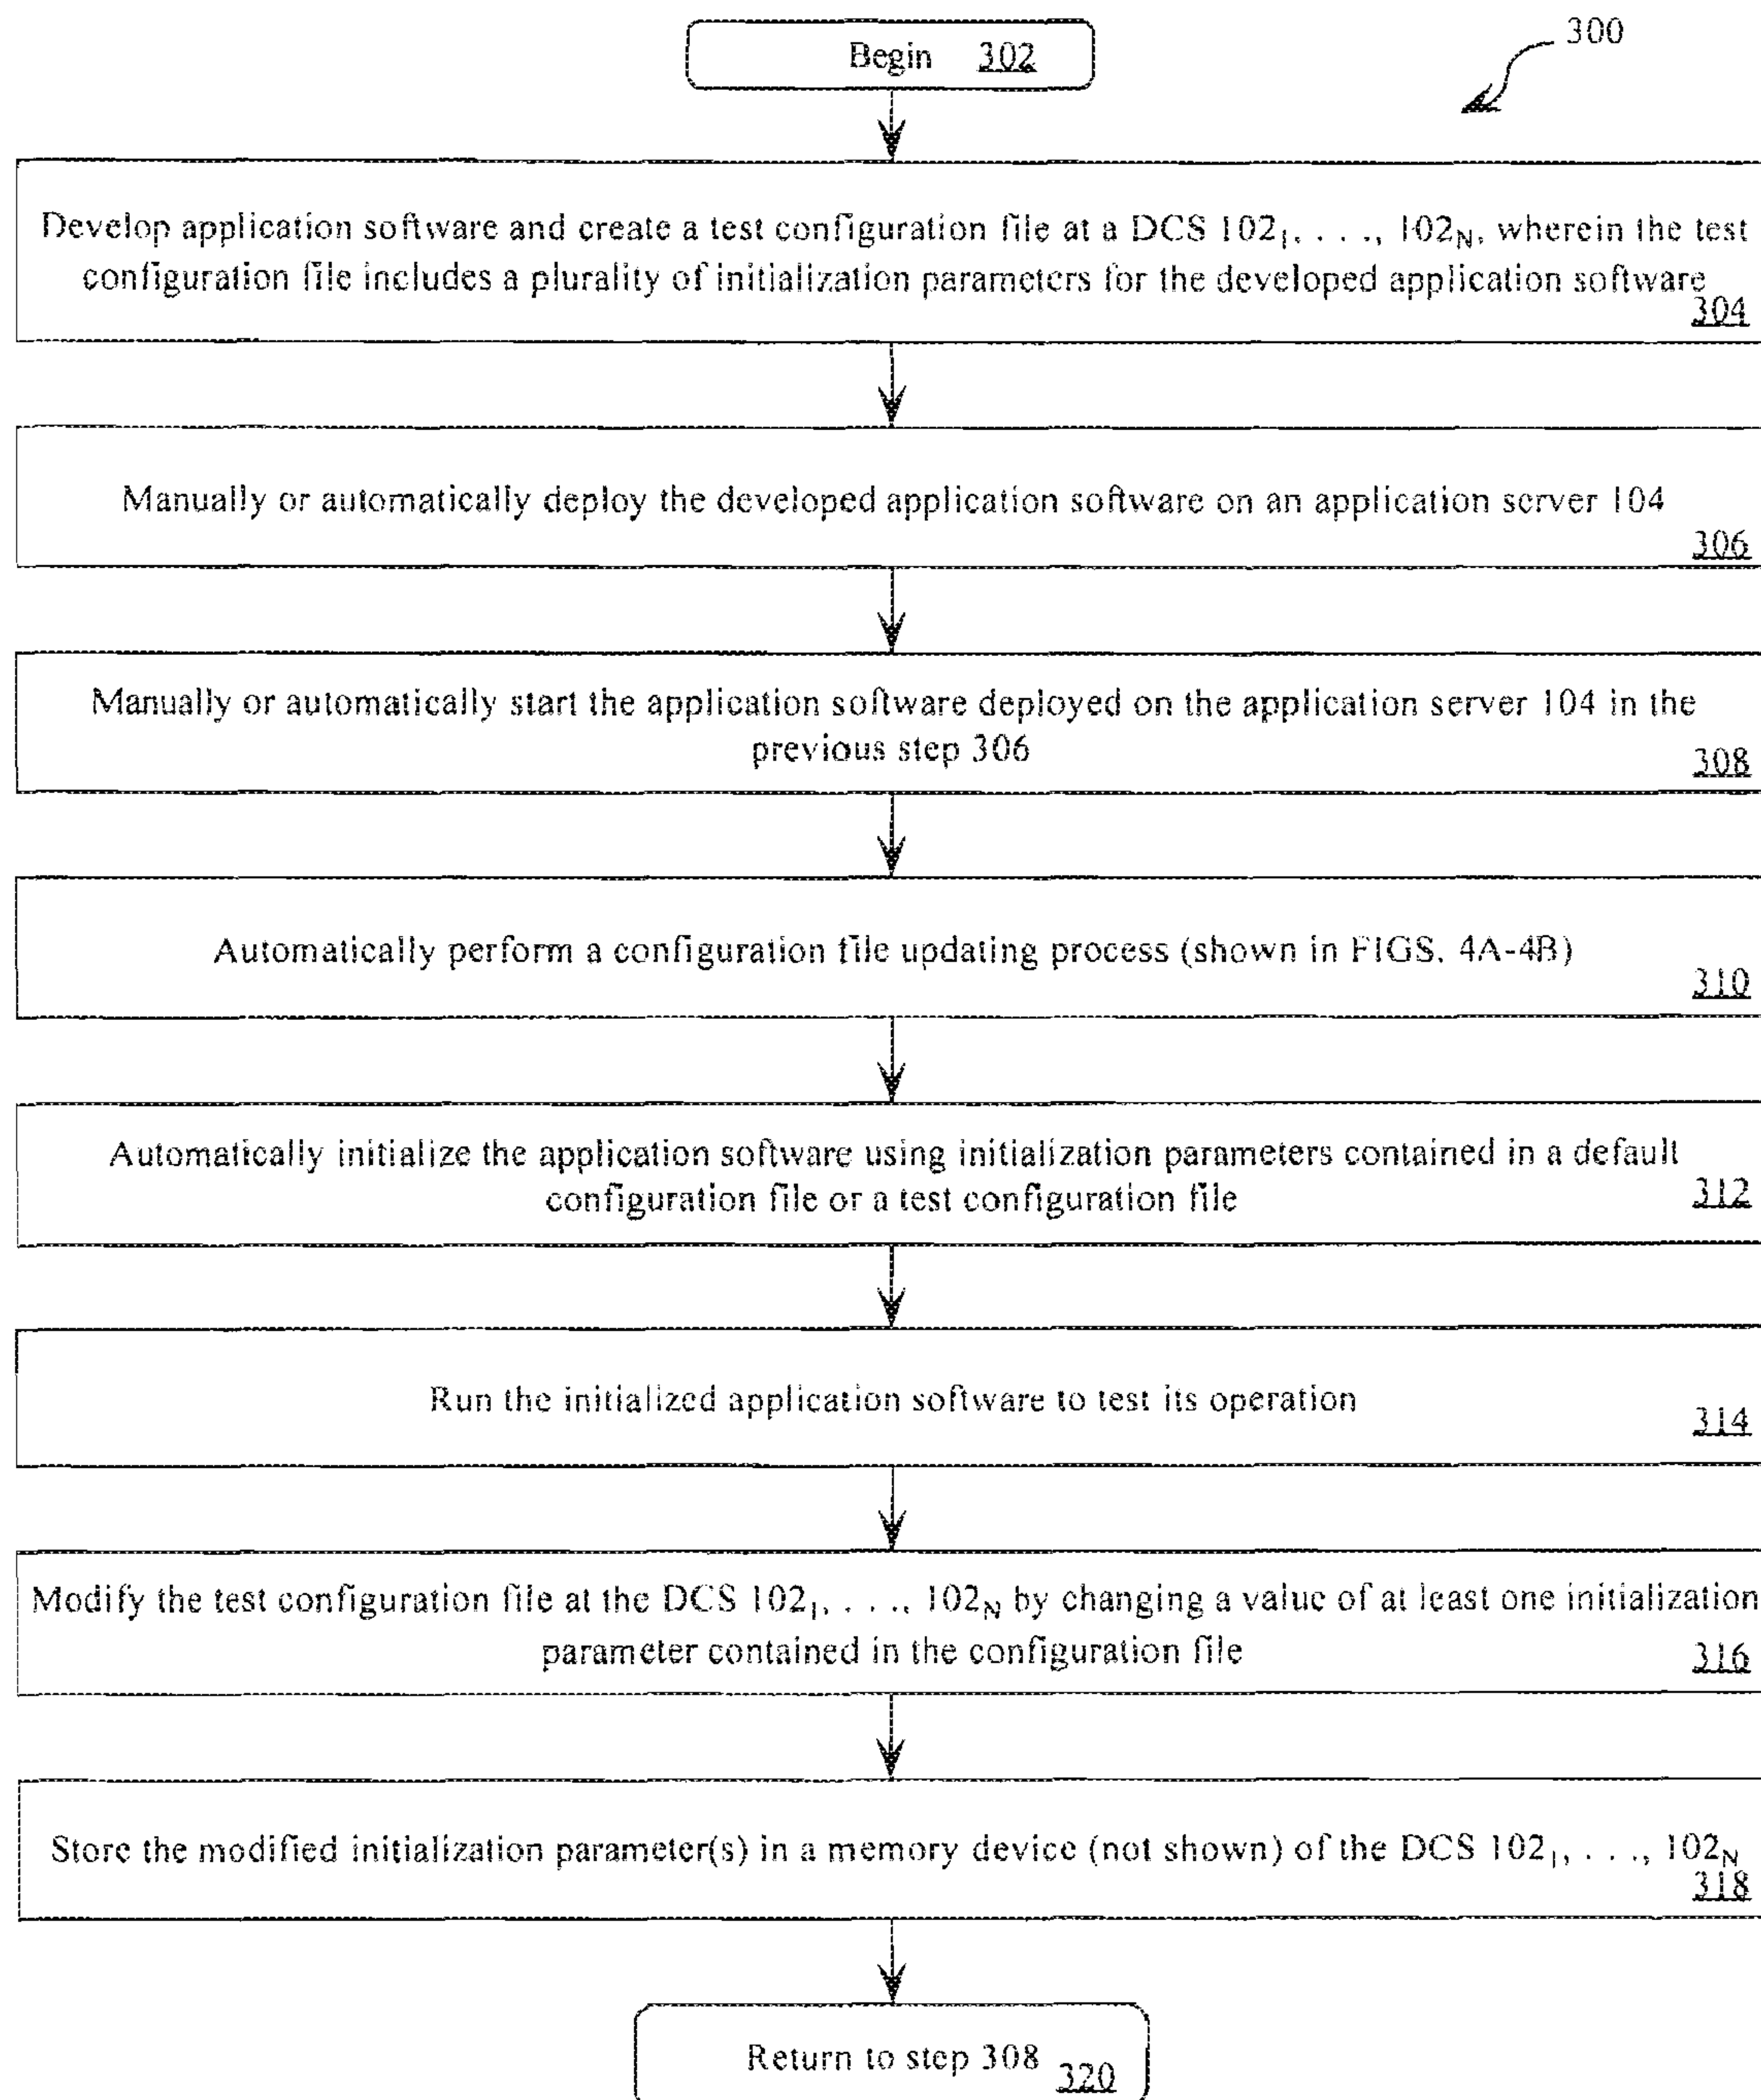 300
Begin 302
Develop application software and create a test configuration file at a DCS 102₁, . . ., 102N, wherein the test
configuration file includes a plurality of initialization parameters for the developed application software
304
Manually or automatically deploy the developed application software on an application server 104
306
Manually or automatically start the application software deployed on the application server 104 in the
previous step 306
308
Automatically perform a configuration file updating process (shown in FIGS. 4A-4B)
310
Automatically initialize the application software using initialization parameters contained in a default
configuration file or a test configuration file
312
Run the initialized application software to test its operation
314
Modify the test configuration file at the DCS 102₁, . . ., 102N by changing a value of at least one initialization
parameter contained in the configuration file
316
Store the modified initialization parameter(s) in a memory device (not shown) of the DCS 102₁, . . ., 102N
318
Return to step 308
320